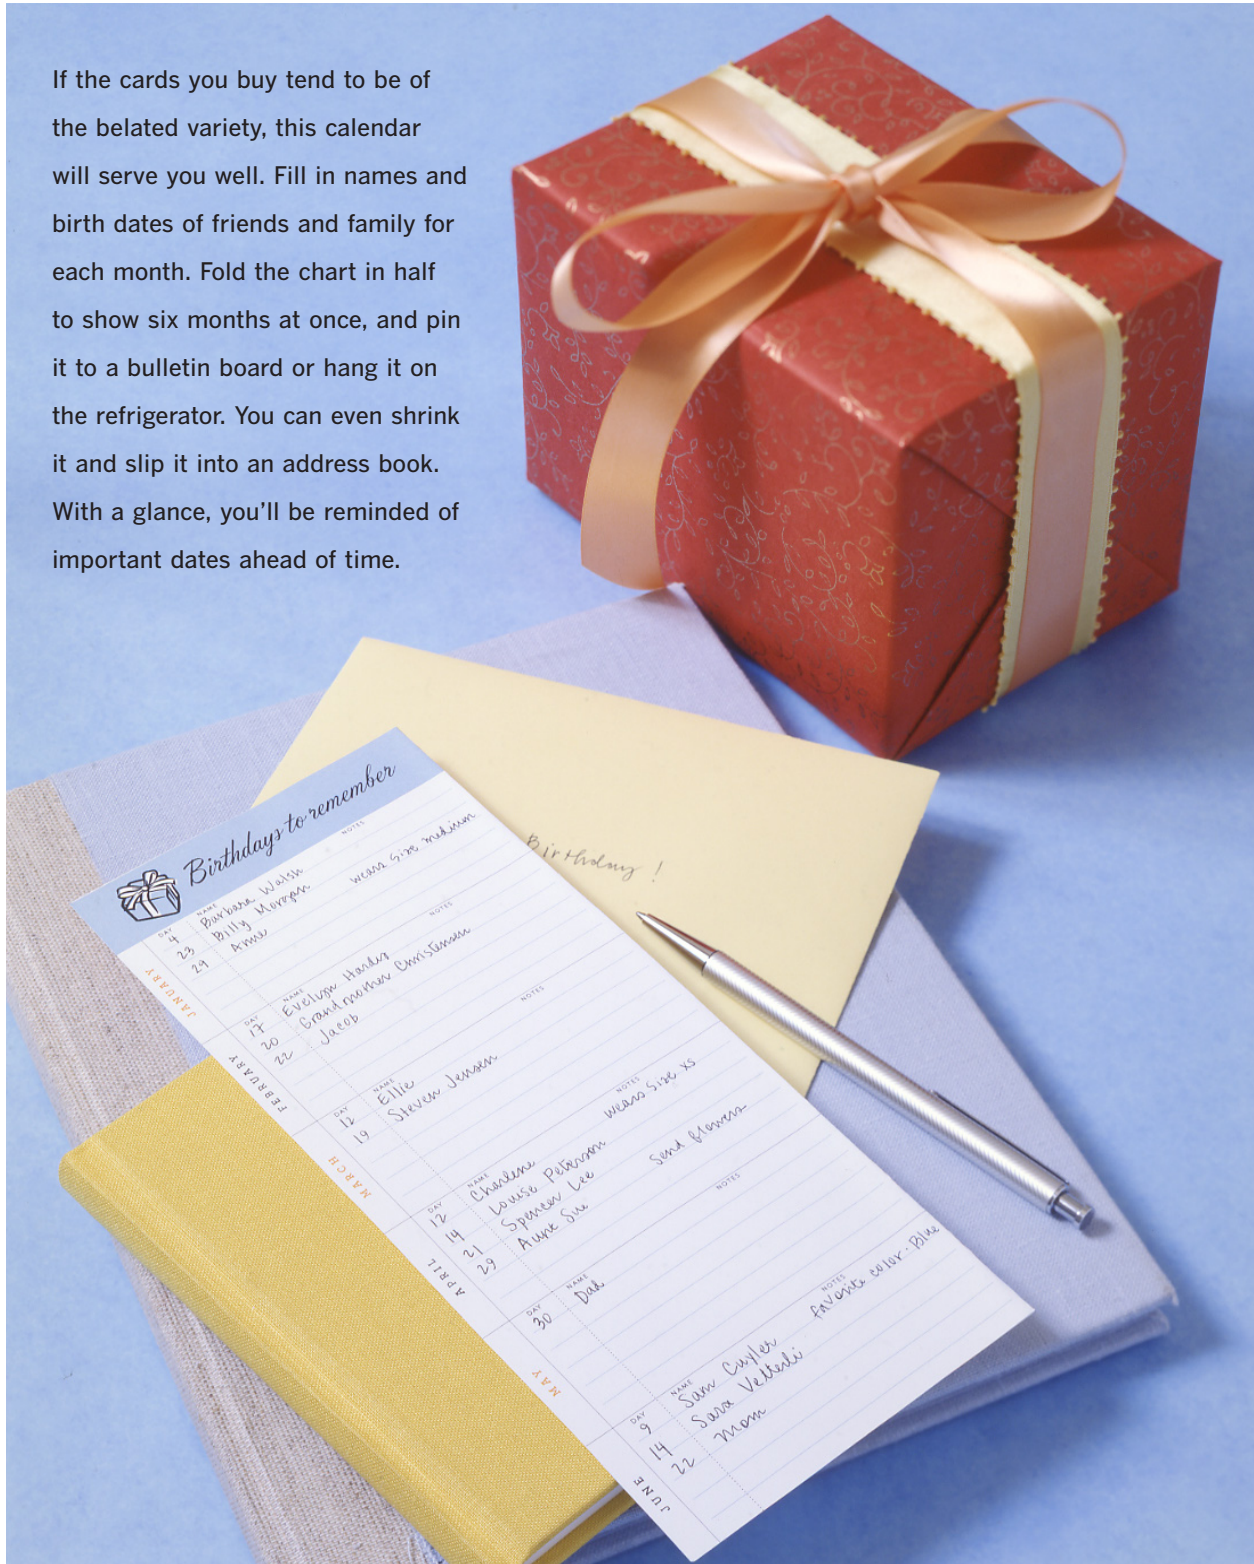 If the cards you buy tend to be of
the belated variety, this calendar
will serve you well. Fill in names and
birth dates of friends and family for
each month. Fold the chart in half
to show six months at once, and pin
it to a bulletin board or hang it on
the refrigerator. You can even shrink
it and slip it into an address book.
With a glance, you’ll be reminded of
important dates ahead of time.
Birthday !
Birthdays to remember
JANUARY
DAY NAME NOTES
4 Barbara Walsh
23 Billy Morgan wears size medium
29 Anne
FEBRUARY
DAY NAME NOTES
17 Evelyn Hardy
20 Grandmother Christensen
22 Jacob
MARCH
DAY NAME NOTES
12 Ellie
19 Steven Jensen
APRIL
DAY NAME NOTES
12 Charlene wears size xs
14 Louise Peterson
21 Spencer Lee send flowers
29 Aunt Sue
MAY
DAY NAME NOTES
30 Dad
JUNE
DAY NAME NOTES
9 Sam Cuyler favorite color · Blue
14 Sara Vetterli
22 Mom